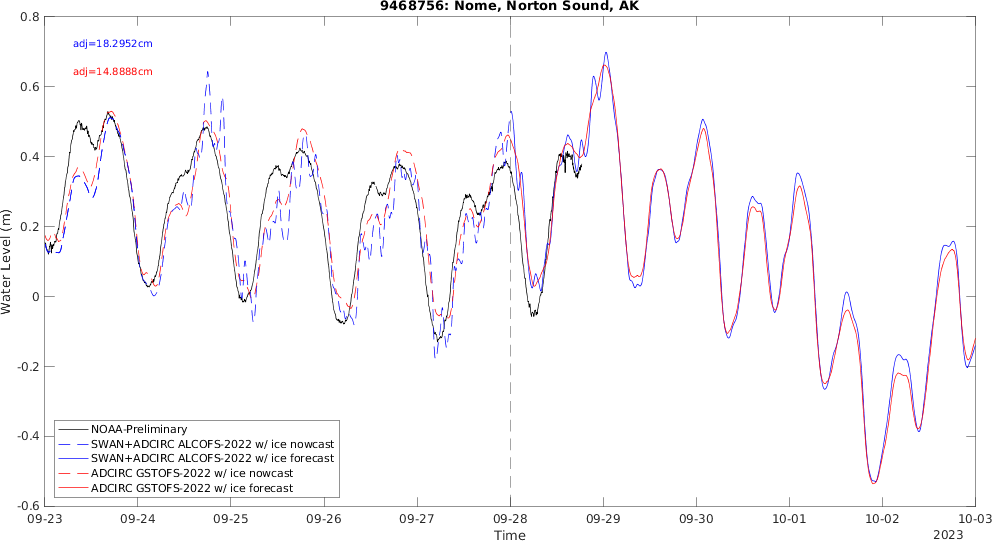 9468756: Nome, Norton Sound, AK
adj=18.2952cm
adj=14.8888cm
Water Level (m)
0.8
0.6
0.4
0.2
0
-0.2
-0.4
-0.6
NOAA-Preliminary
SWAN+ADCIRC ALCOFS-2022 w/ ice nowcast
SWAN+ADCIRC ALCOFS-2022 w/ ice forecast
ADCIRC GSTOFS-2022 w/ ice nowcast
ADCIRC GSTOFS-2022 w/ ice forecast
09-23 09-24 09-25 09-26 09-27 09-28 09-29 09-30 10-01 10-02 10-03
Time
2023